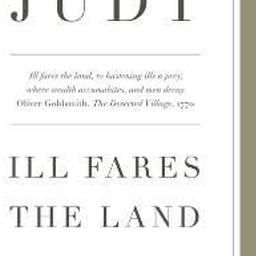 JUDT
Ill fares the land, to hastening ills a prey,
where wealth accumulates, and men decay.
Oliver Goldsmith, The Deserted Village, 1770
ILL FARES
THE LAND